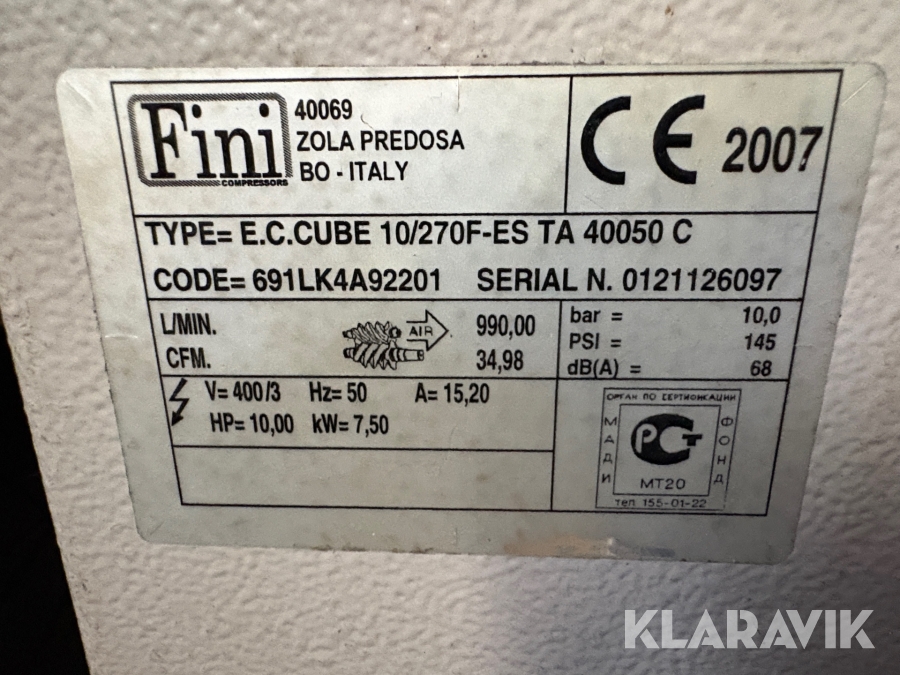 Fini
COMPRESSORS
40069
ZOLA PREDOSA
BO - ITALY
CE 2007
TYPE= E.C.CUBE 10/270F-ES TA 40050 C
CODE= 691LK4A92201 SERIAL N. 0121126097
L/MIN. 990,00
CFM. 34,98
AIR
bar = 10,0
PSI = 145
dB(A) = 68
V= 400/3 Hz= 50 A= 15,20
HP= 10,00 kW= 7,50
ОРГАН ПО СЕРТИФИКАЦИИ
МАДИ
РСТ
ФОНД
МТ20
тел. 155-01-22
KLARAVIK